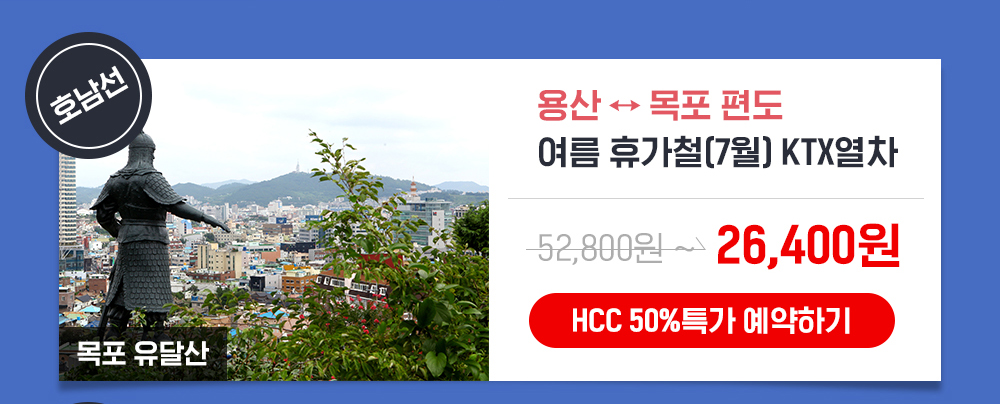 호남선
용산 ↔ 목포 편도
여름 휴가철(7월) KTX열차
52,800원 ~
26,400원
HCC 50%특가 예약하기
목포 유달산